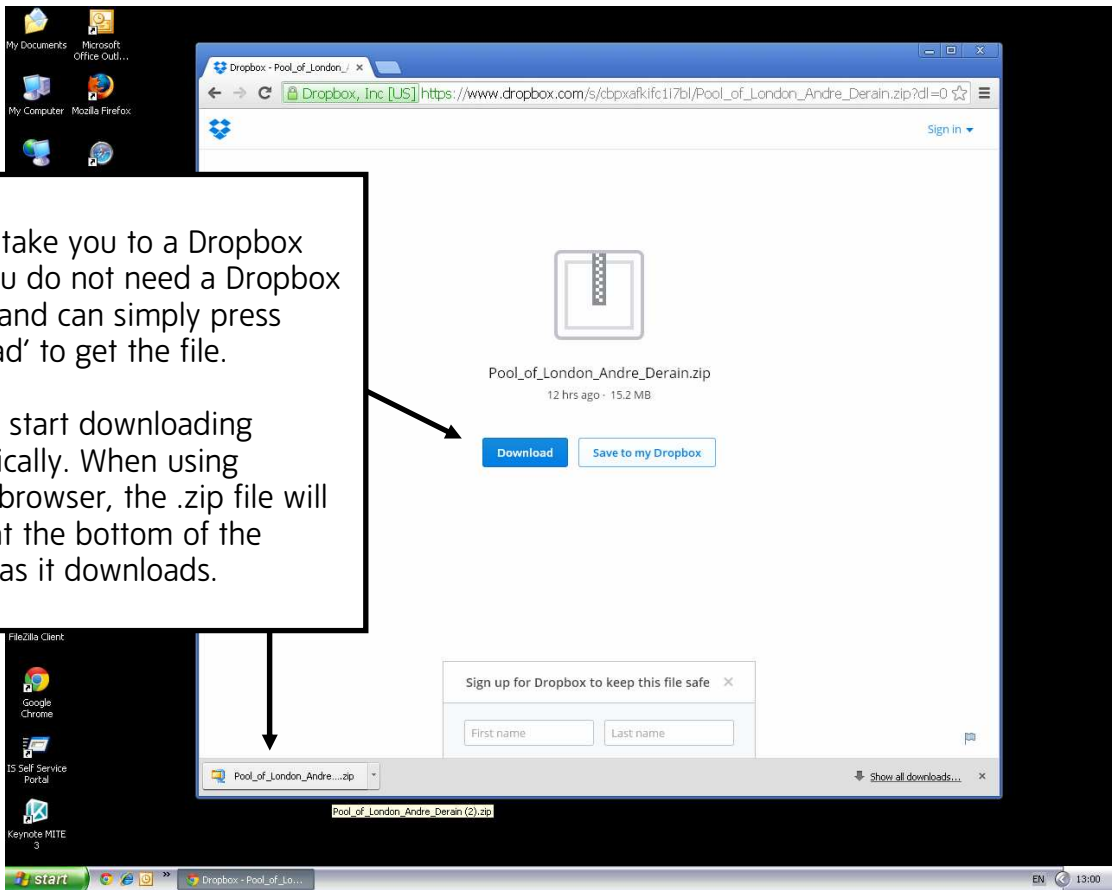 My Documents
Microsoft
Office Outl...
My Computer
Mozilla Firefox
Dropbox - Pool_of_London_/
Dropbox, Inc [US]
https://www.dropbox.com/s/cbpxafkifc1i7bl/Pool_of_London_Andre_Derain.zip?dl=0
Sign in
take you to a Dropbox
u do not need a Dropbox
and can simply press
ad’ to get the file.
start downloading
ically. When using
browser, the .zip file will
at the bottom of the
as it downloads.
Pool_of_London_Andre_Derain.zip
12 hrs ago · 15.2 MB
Download
Save to my Dropbox
FileZilla Client
Google
Chrome
IS Self Service
Portal
Keynote MITE
3
Sign up for Dropbox to keep this file safe
First name
Last name
Pool_of_London_Andre....zip
Show all downloads...
Pool_of_London_Andre_Derain (2).zip
start
Dropbox - Pool_of_Lo...
EN
13:00